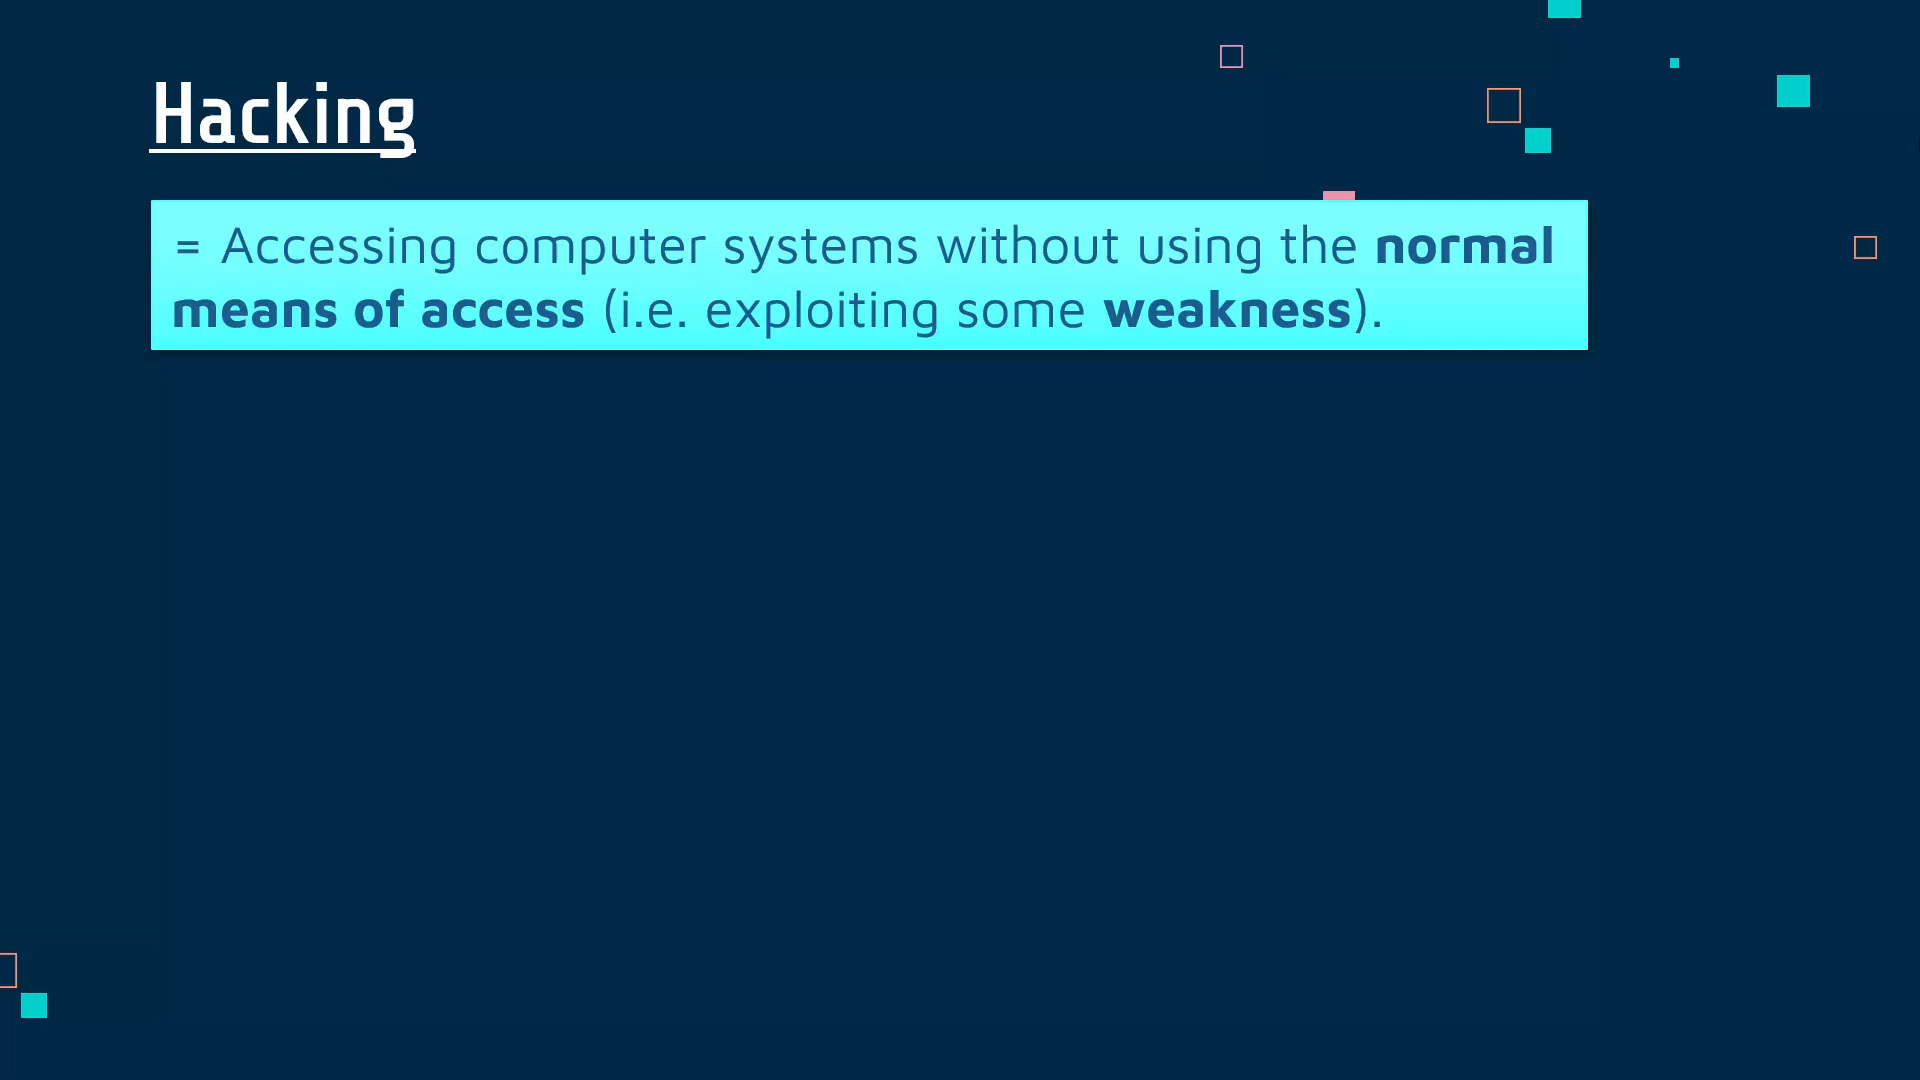 Hacking
= Accessing computer systems without using the normal
means of access (i.e. exploiting some weakness).